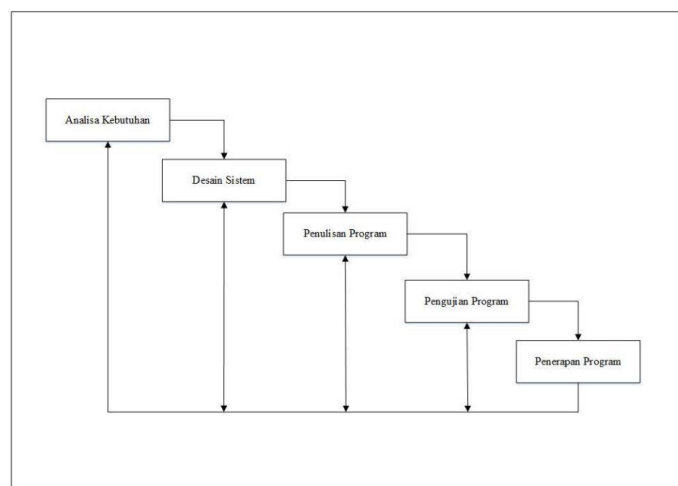 Analisa Kebutuhan
Desain Sistem
Penulisan Program
Pengujian Program
Penerapan Program